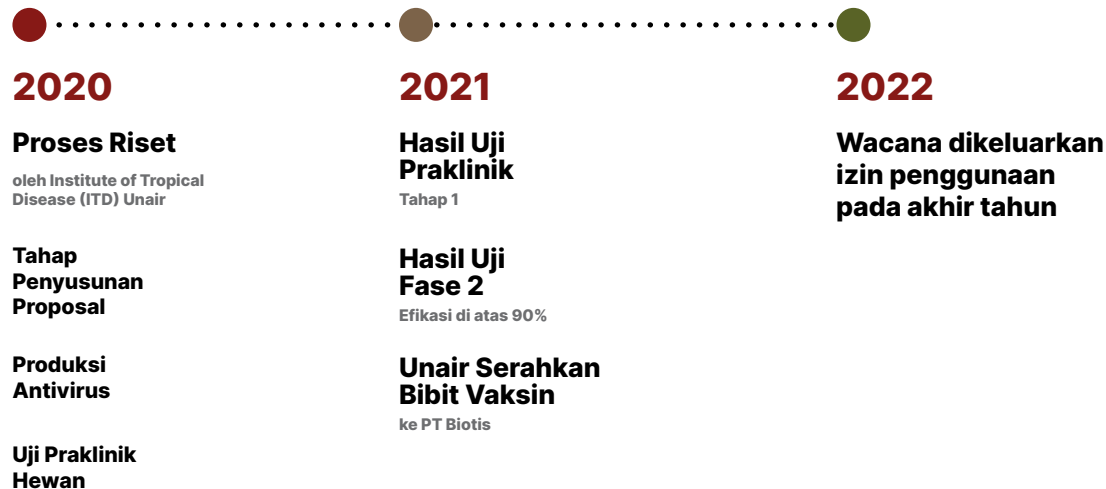 2020
Proses Riset
oleh Institute of Tropical
Disease (ITD) Unair
Tahap
Penyusunan
Proposal
Produksi
Antivirus
Uji Praklinik
Hewan
2021
Hasil Uji
Praklinik
Tahap 1
Hasil Uji
Fase 2
Efikasi di atas 90%
Unair Serahkan
Bibit Vaksin
ke PT Biotis
2022
Wacana dikeluarkan
izin penggunaan
pada akhir tahun